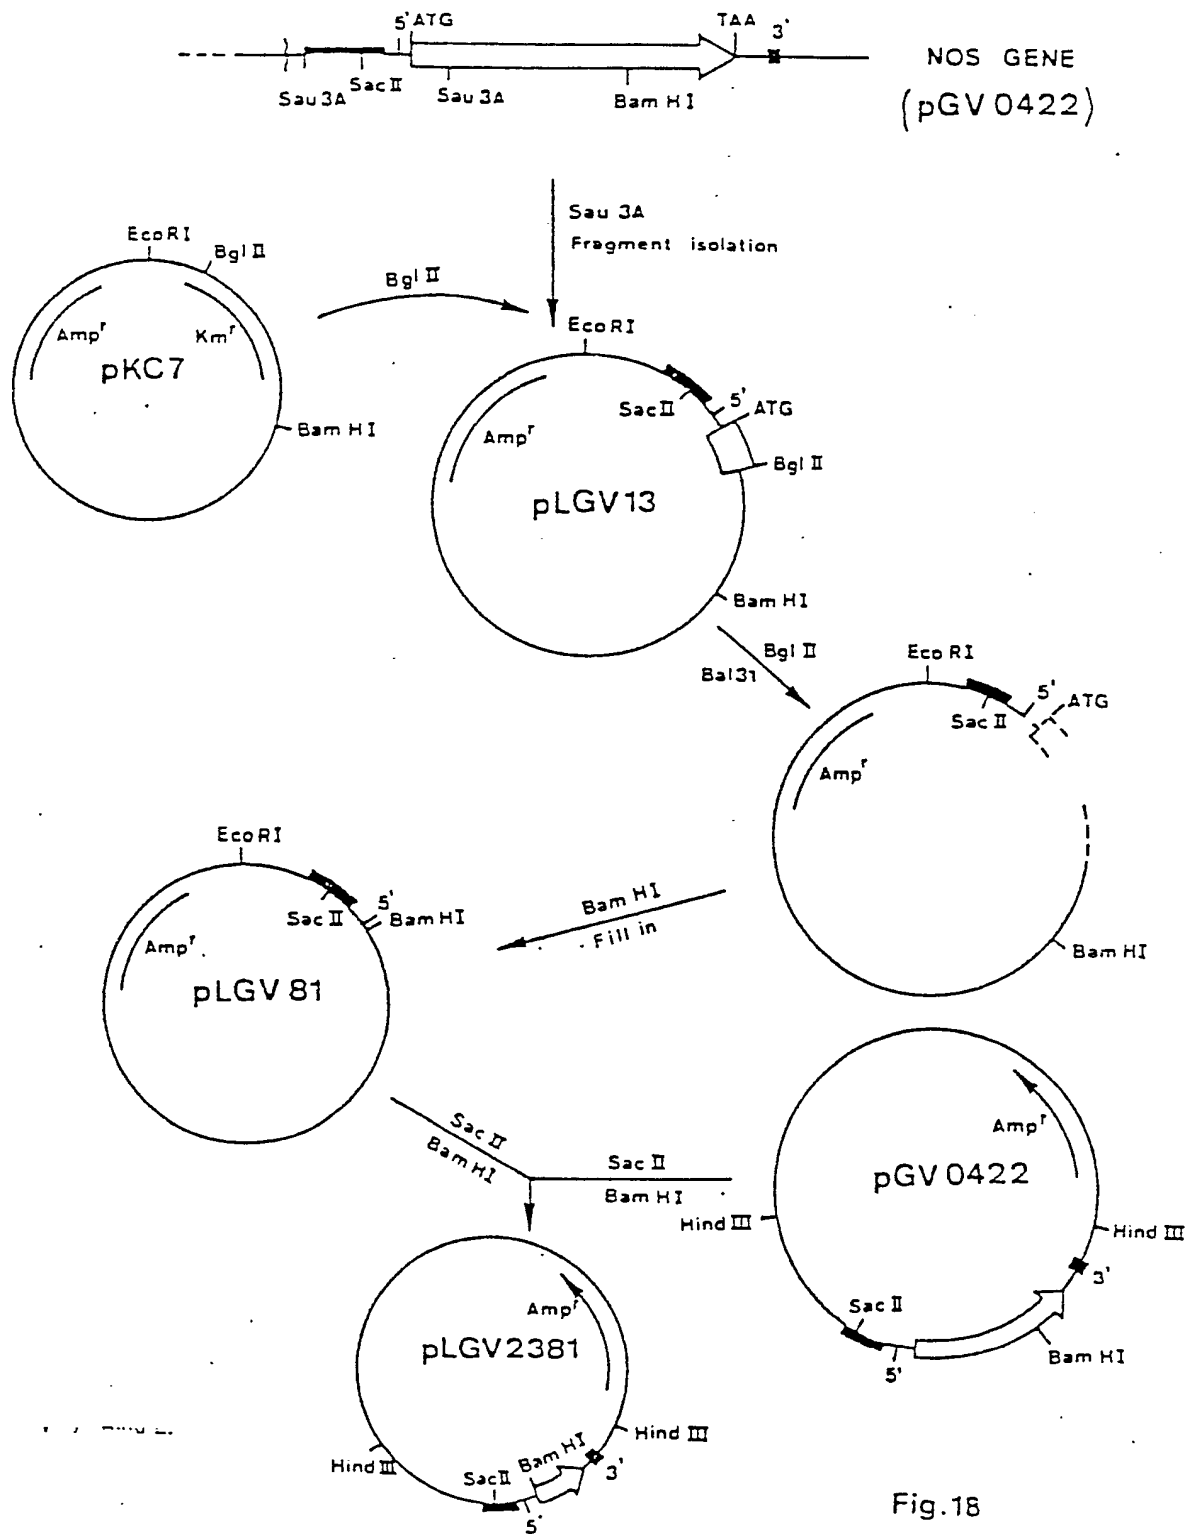 5' ATG TAA 3'
Sau 3A Sac II Sau 3A Bam HI
NOS GENE
(pGV 0422)
Sau 3A
Fragment isolation
EcoRI
Bgl II
Ampʳ
Kmʳ
pKC7
Bam HI
Bgl II
EcoRI
Sac II
5'
ATG
Ampʳ
Bgl II
pLGV13
Bam HI
Bgl II
Bal31
Eco RI
5'
ATG
Sac II
Ampʳ
Bam HI
EcoRI
Sac II
5'
Bam HI
Ampʳ
pLGV 81
Bam HI
Fill in
Sac II
Bam HI
Sac II
Bam HI
Ampʳ
pGV 0422
Hind III
Hind III
3'
Sac II
5'
Bam HI
Ampʳ
pLGV2381
Hind III
Hind III
Sac II
Bam HI
3'
5'
Fig.18